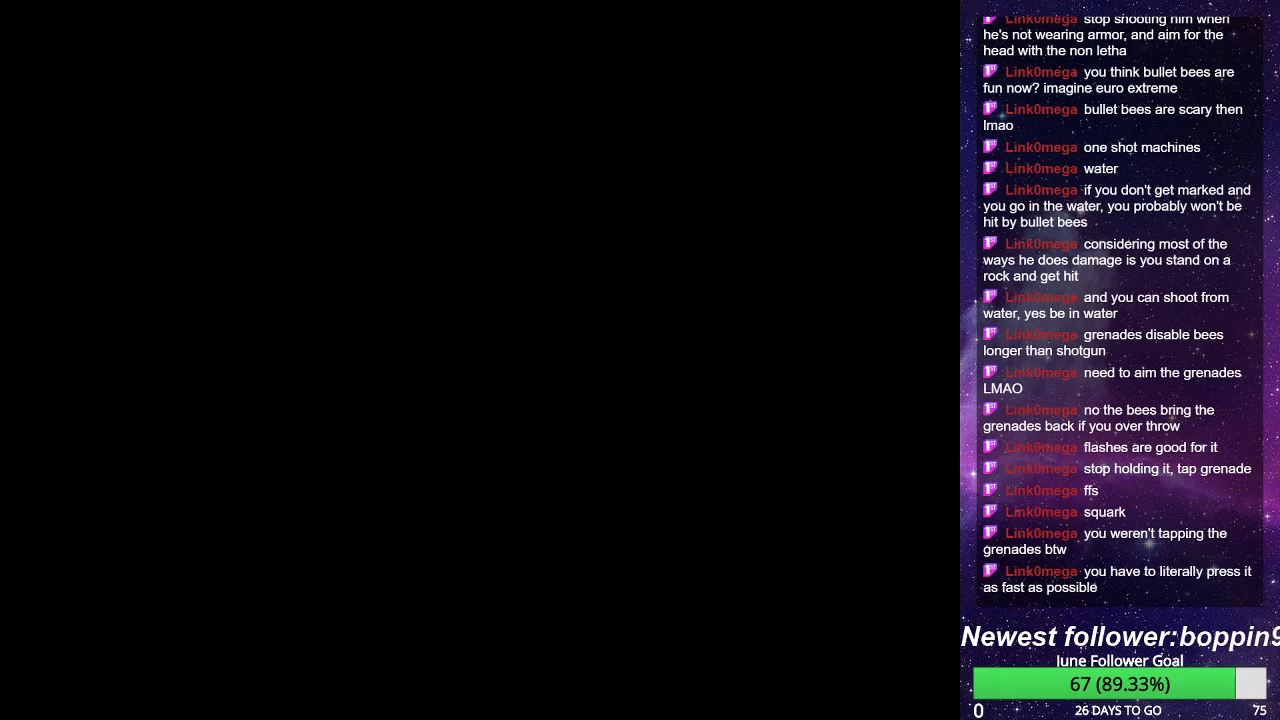 Link0mega stop shooting him when
he's not wearing armor, and aim for the
head with the non letha
Link0mega you think bullet bees are
fun now? imagine euro extreme
Link0mega bullet bees are scary then
lmao
Link0mega one shot machines
Link0mega water
Link0mega if you don't get marked and
you go in the water, you probably won't be
hit by bullet bees
Link0mega considering most of the
ways he does damage is you stand on a
rock and get hit
Link0mega and you can shoot from
water, yes be in water
Link0mega grenades disable bees
longer than shotgun
Link0mega need to aim the grenades
LMAO
Link0mega no the bees bring the
grenades back if you over throw
Link0mega flashes are good for it
Link0mega stop holding it, tap grenade
Link0mega ffs
Link0mega squark
Link0mega you weren't tapping the
grenades btw
Link0mega you have to literally press it
as fast as possible
Newest follower:boppin9
June Follower Goal
67 (89.33%)
0 26 DAYS TO GO 75